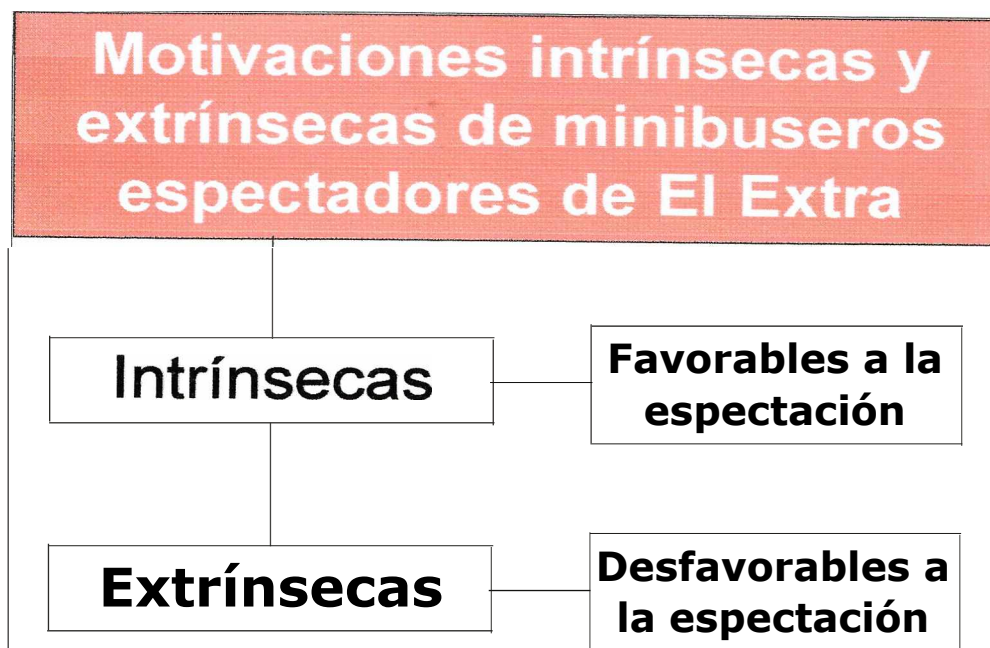 Motivaciones intrínsecas y
extrínsecas de minibuseros
espectadores de El Extra
Intrínsecas
Favorables a la
espectación
Extrínsecas
Desfavorables a
la espectación